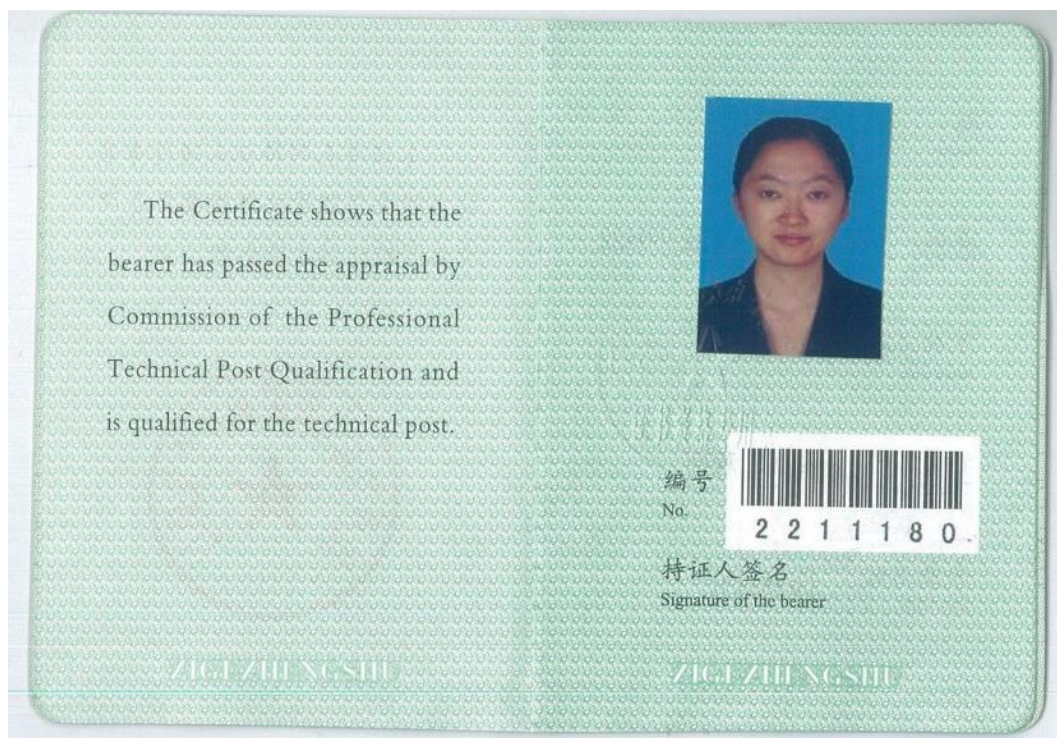 The Certificate shows that the
bearer has passed the appraisal by
Commission of the Professional
Technical Post Qualification and
is qualified for the technical post.
ZIGEZHENGSHU
编号
No.
2211180
持证人签名
Signature of the bearer
ZIGEZHENGSHU